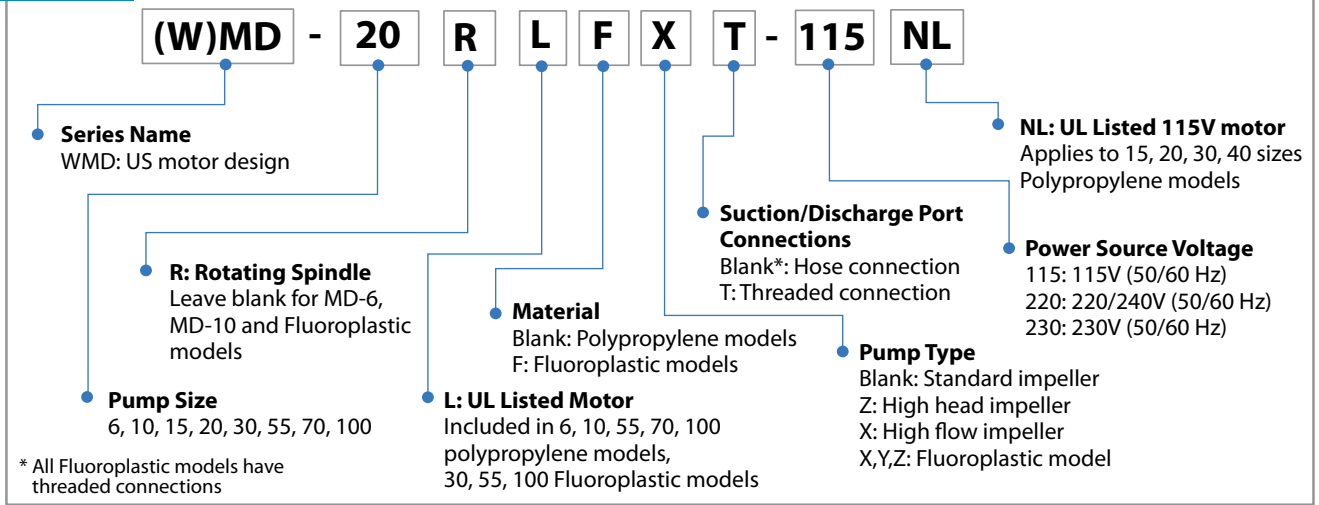 (W)MD - 20 R L F X T - 115 NL
Series Name
WMD: US motor design
NL: UL Listed 115V motor
Applies to 15, 20, 30, 40 sizes
Polypropylene models
Suction/Discharge Port
Connections
Blank*: Hose connection
T: Threaded connection
Power Source Voltage
115: 115V (50/60 Hz)
220: 220/240V (50/60 Hz)
230: 230V (50/60 Hz)
R: Rotating Spindle
Leave blank for MD-6,
MD-10 and Fluoroplastic
models
Material
Blank: Polypropylene models
F: Fluoroplastic models
Pump Type
Blank: Standard impeller
Z: High head impeller
X: High flow impeller
X,Y,Z: Fluoroplastic model
Pump Size
6, 10, 15, 20, 30, 55, 70, 100
L: UL Listed Motor
Included in 6, 10, 55, 70, 100
polypropylene models,
30, 55, 100 Fluoroplastic models
* All Fluoroplastic models have
threaded connections